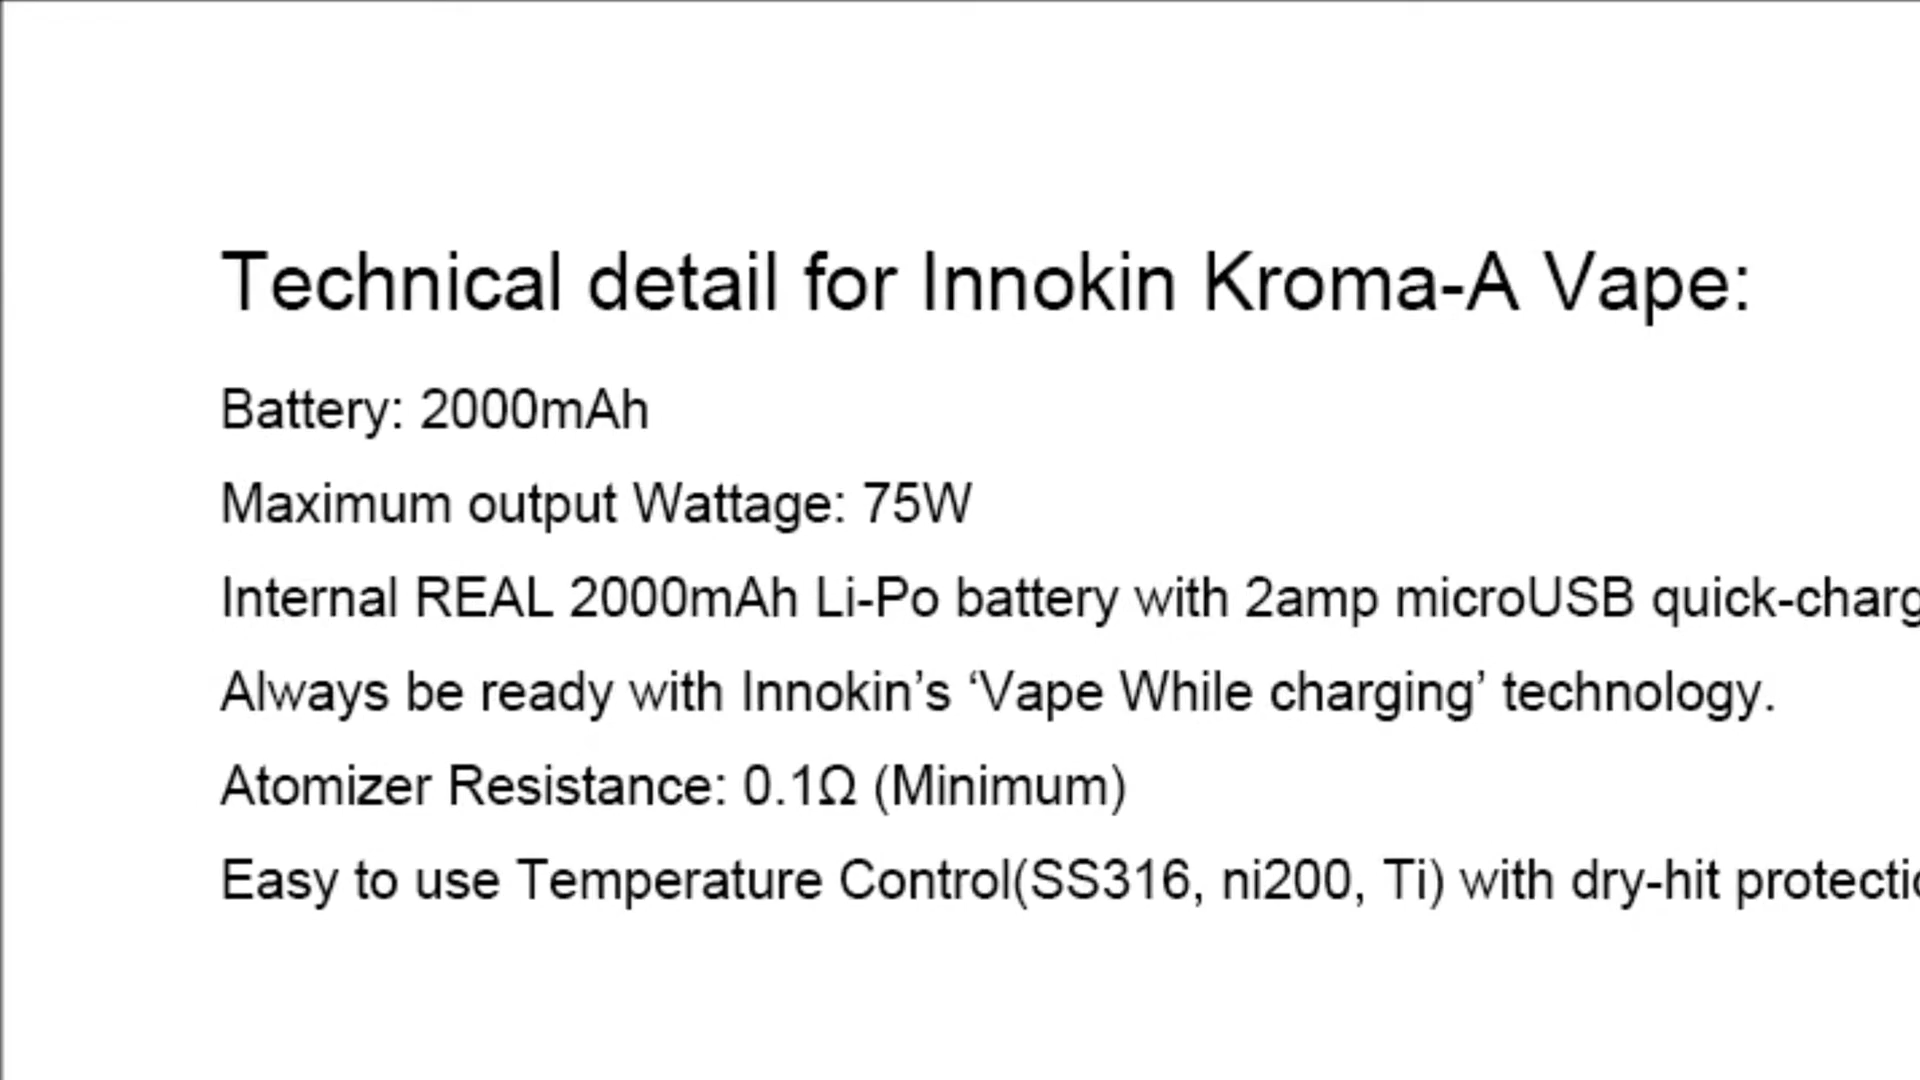 Technical detail for Innokin Kroma-A Vape:
Battery: 2000mAh
Maximum output Wattage: 75W
Internal REAL 2000mAh Li-Po battery with 2amp microUSB quick-charg
Always be ready with Innokin’s ‘Vape While charging’ technology.
Atomizer Resistance: 0.1Ω (Minimum)
Easy to use Temperature Control(SS316, ni200, Ti) with dry-hit protectio